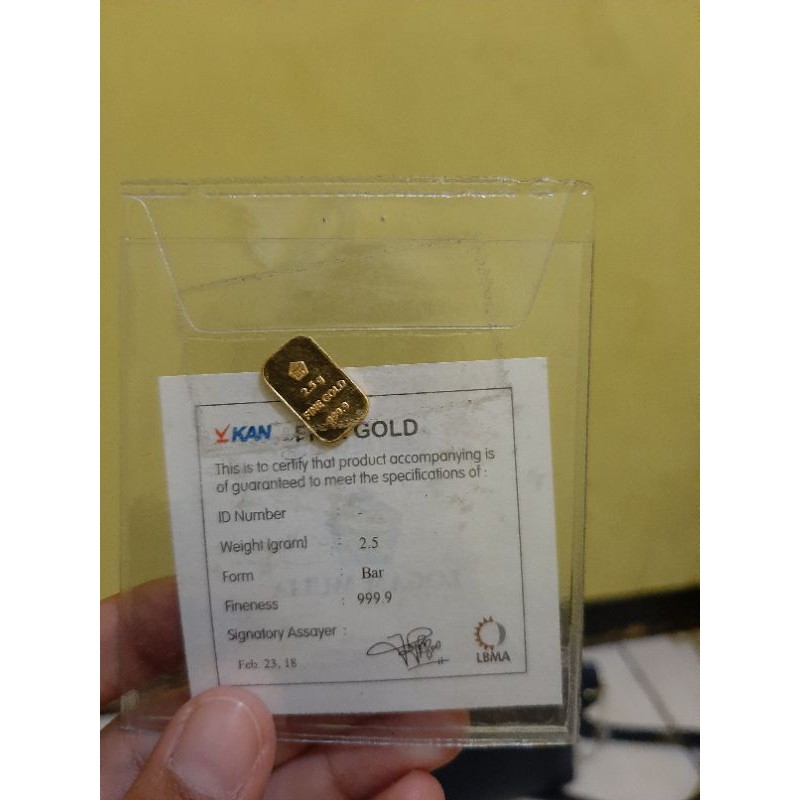 2.5 g
FINE GOLD
999.9
KAN
GOLD
This is to certify that product accompanying is
of guaranteed to meet the specifications of :
ID Number : -
Weight (gram) : 2.5
Form : Bar
Fineness : 999.9
Signatory Assayer :
Feb. 23, 18
LBMA